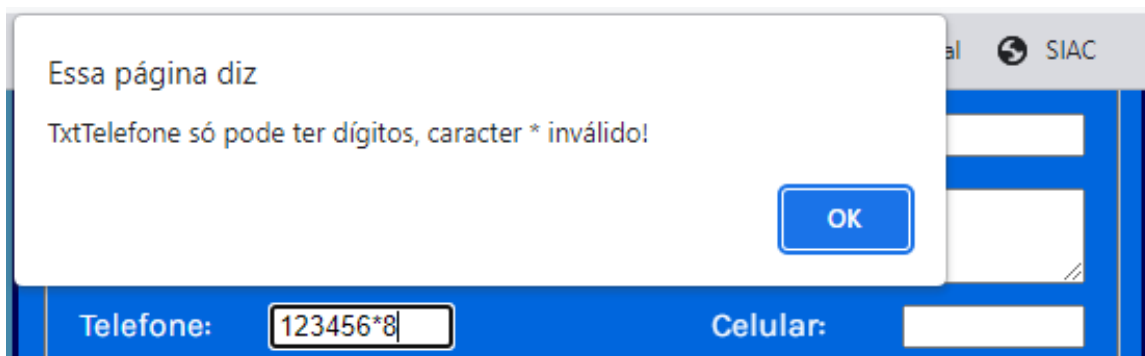 al SIAC
Essa página diz
TxtTelefone só pode ter dígitos, caracter * inválido!
OK
Telefone: 123456*8 Celular: